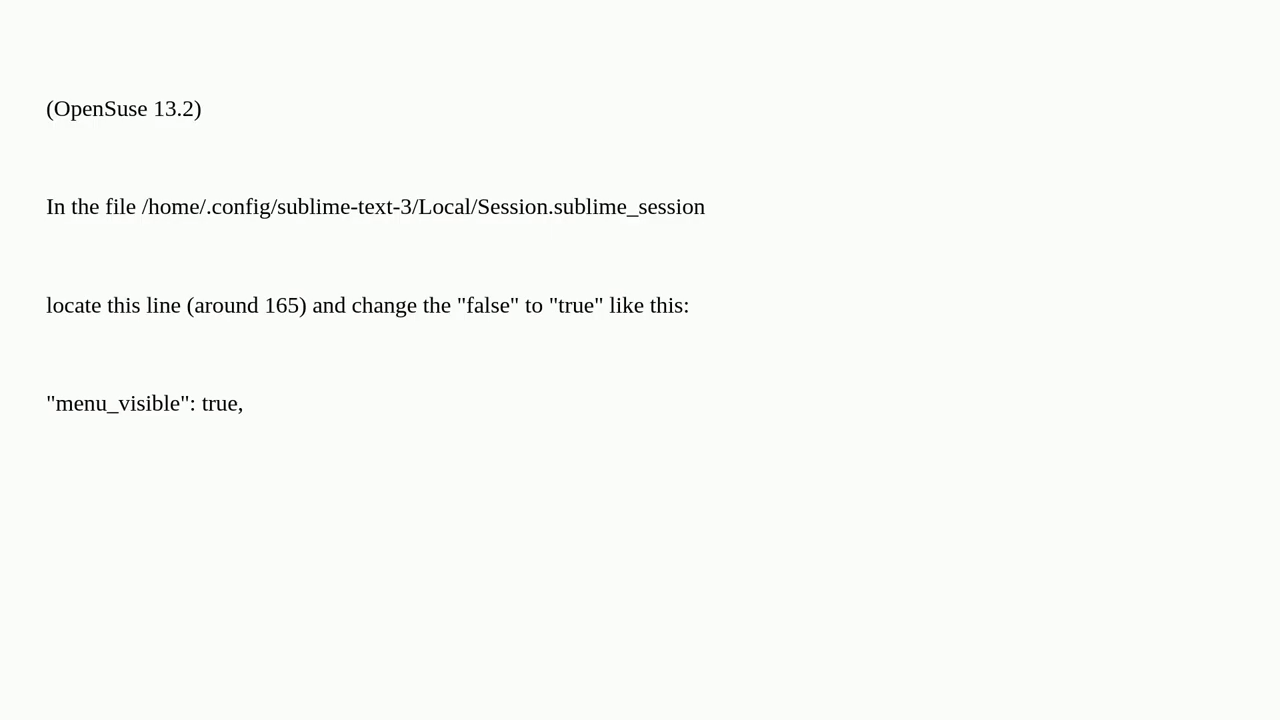 (OpenSuse 13.2)
In the file /home/.config/sublime-text-3/Local/Session.sublime_session
locate this line (around 165) and change the "false" to "true" like this:
"menu_visible": true,